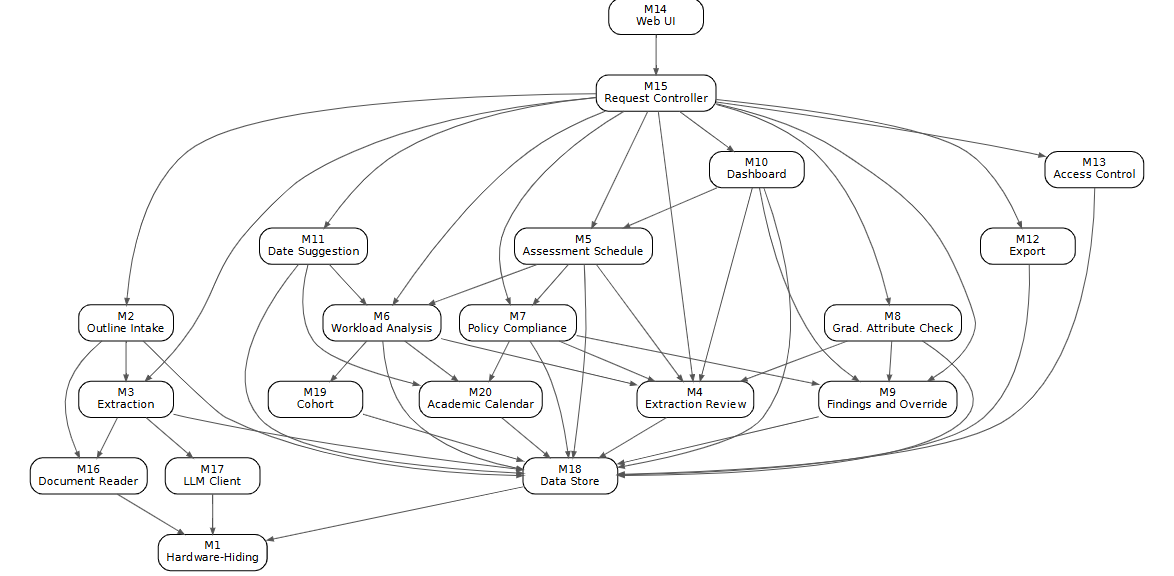 M14
Web UI
M15
Request Controller
M10
Dashboard
M13
Access Control
M11
Date Suggestion
M5
Assessment Schedule
M12
Export
M2
Outline Intake
M6
Workload Analysis
M7
Policy Compliance
M8
Grad. Attribute Check
M3
Extraction
M19
Cohort
M20
Academic Calendar
M4
Extraction Review
M9
Findings and Override
M16
Document Reader
M17
LLM Client
M18
Data Store
M1
Hardware-Hiding